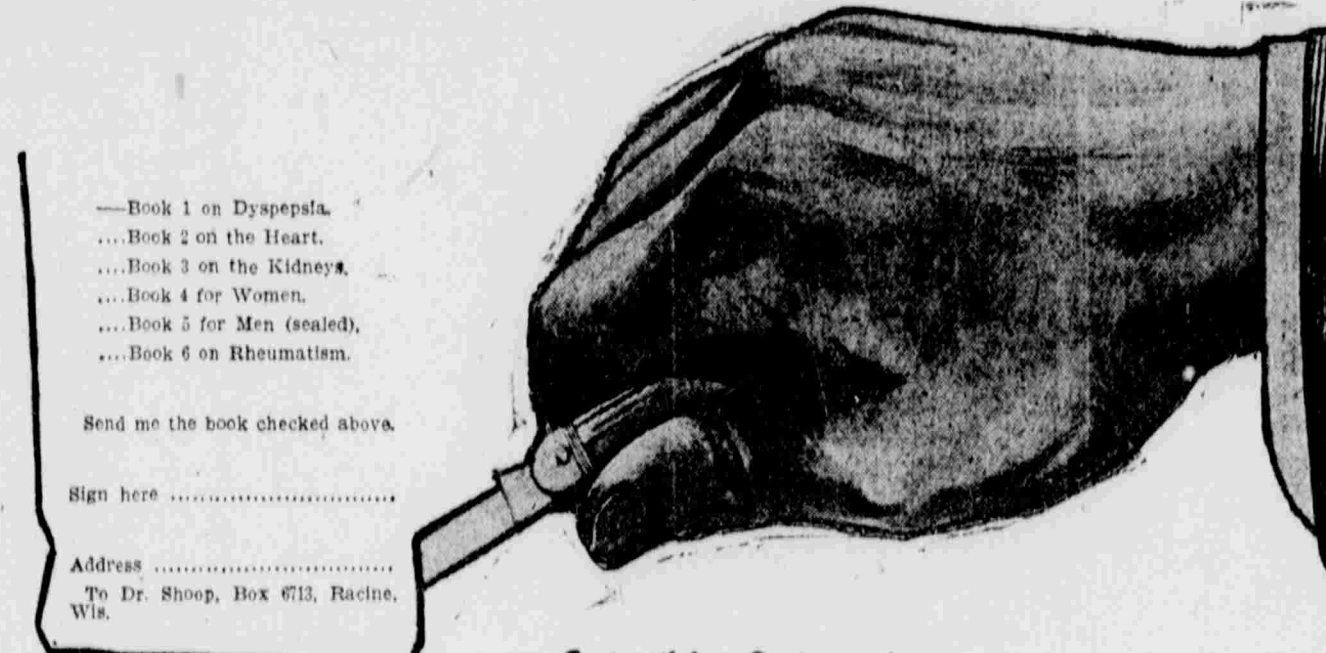 —Book 1 on Dyspepsia.
....Book 2 on the Heart.
....Book 3 on the Kidneys.
....Book 4 for Women.
....Book 5 for Men (sealed).
....Book 6 on Rheumatism.
Send me the book checked above.
Sign here ..............................
Address ................................
To Dr. Shoop, Box 6713, Racine,
Wis.